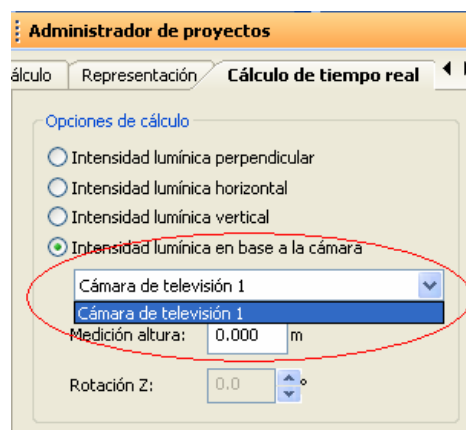 Administrador de proyectos
álculo Representación Cálculo de tiempo real
Opciones de cálculo
Intensidad lumínica perpendicular
Intensidad lumínica horizontal
Intensidad lumínica vertical
Intensidad lumínica en base a la cámara
Cámara de televisión 1
Cámara de televisión 1
Medición altura: 0.000 m
Rotación Z: 0.0 °